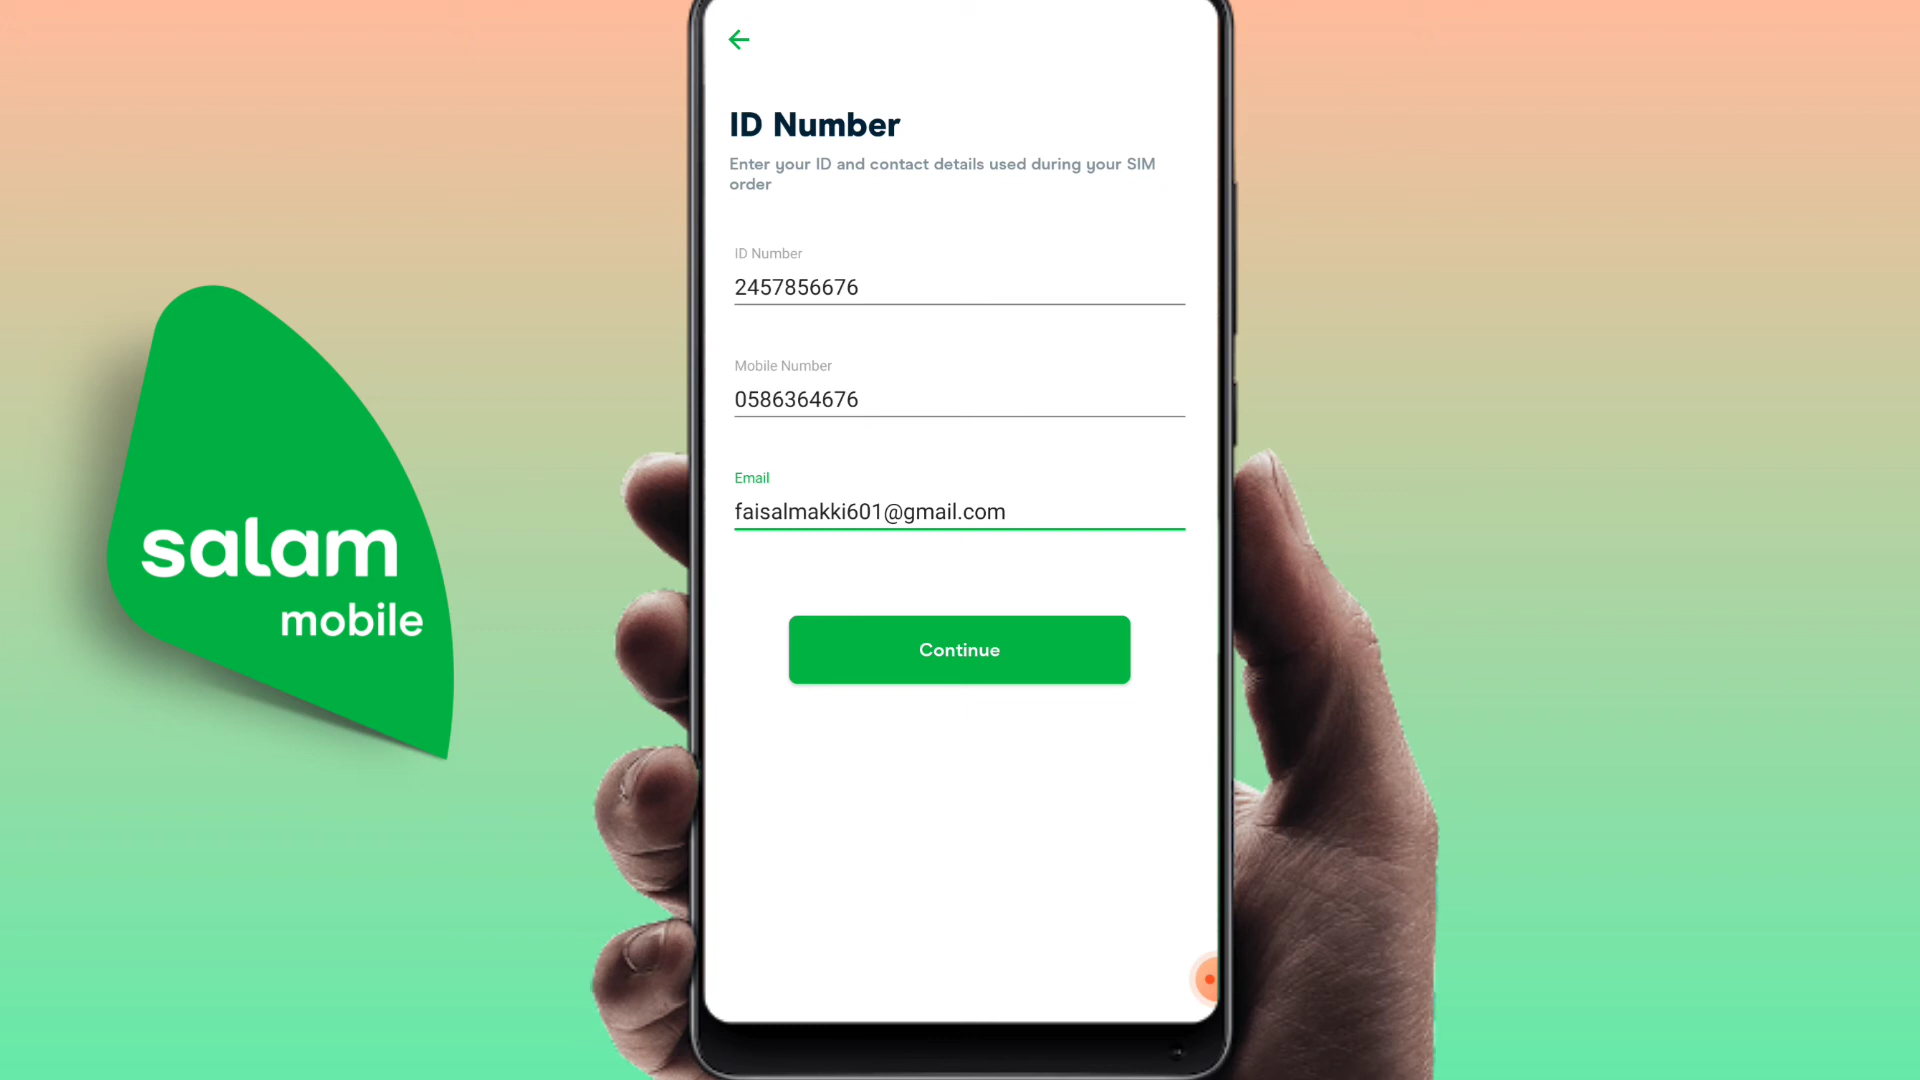 ID Number
Enter your ID and contact details used during your SIM
order
ID Number
2457856676
Mobile Number
0586364676
Email
faisalmakki601@gmail.com
Continue
salam
mobile